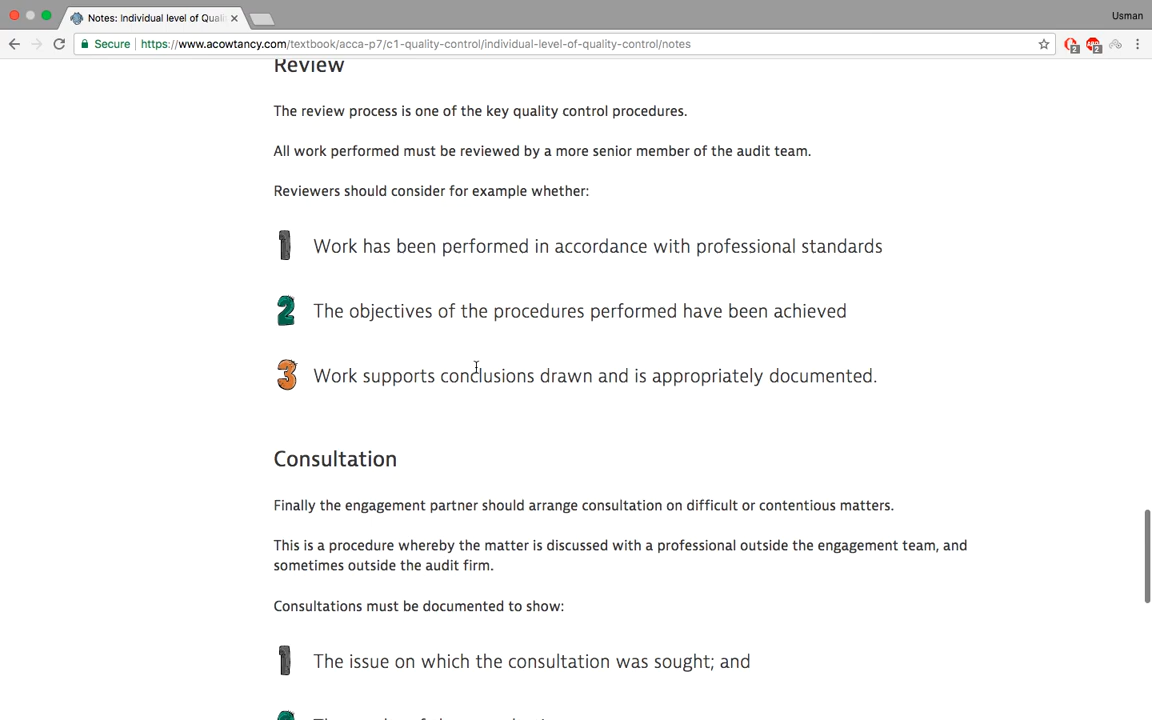 Notes: Individual level of Quali
Usman
Secure
https://www.acowtancy.com/textbook/acca-p7/c1-quality-control/individual-level-of-quality-control/notes
2
2
Review
The review process is one of the key quality control procedures.
All work performed must be reviewed by a more senior member of the audit team.
Reviewers should consider for example whether:
1 Work has been performed in accordance with professional standards
2 The objectives of the procedures performed have been achieved
3 Work supports conclusions drawn and is appropriately documented.
Consultation
Finally the engagement partner should arrange consultation on difficult or contentious matters.
This is a procedure whereby the matter is discussed with a professional outside the engagement team, and
sometimes outside the audit firm.
Consultations must be documented to show:
1 The issue on which the consultation was sought; and